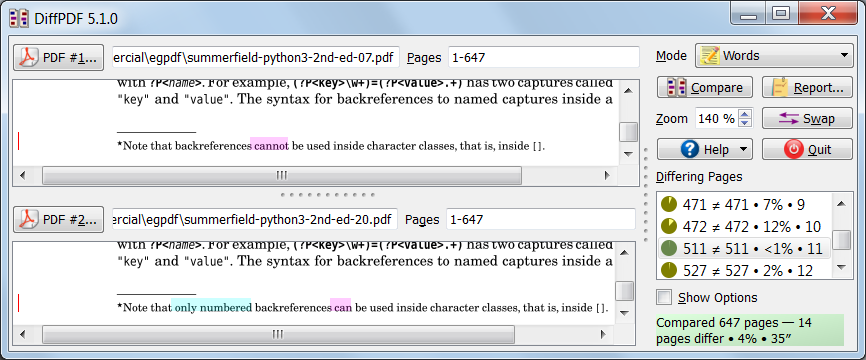 DiffPDF 5.1.0
PDF #1...
ercial\egpdf\summerfield-python3-2nd-ed-07.pdf
Pages
1-647
with ?P<name>. For example, (?P<key>\w+)=(?P<value>.+) has two captures called
"key" and "value". The syntax for backreferences to named captures inside a
*Note that backreferences cannot be used inside character classes, that is, inside [].
PDF #2...
ercial\egpdf\summerfield-python3-2nd-ed-20.pdf
Pages
1-647
with ?P<name>. For example, (?P<key>\w+)=(?P<value>.+) has two captures called
"key" and "value". The syntax for backreferences to named captures inside a
*Note that only numbered backreferences can be used inside character classes, that is, inside [].
Mode
Words
Compare
Report...
Zoom
140 %
Swap
Help
Quit
Differing Pages
471 ≠ 471 • 7% • 9
472 ≠ 472 • 12% • 10
511 ≠ 511 • <1% • 11
527 ≠ 527 • 2% • 12
Show Options
Compared 647 pages — 14
pages differ • 4% • 35″